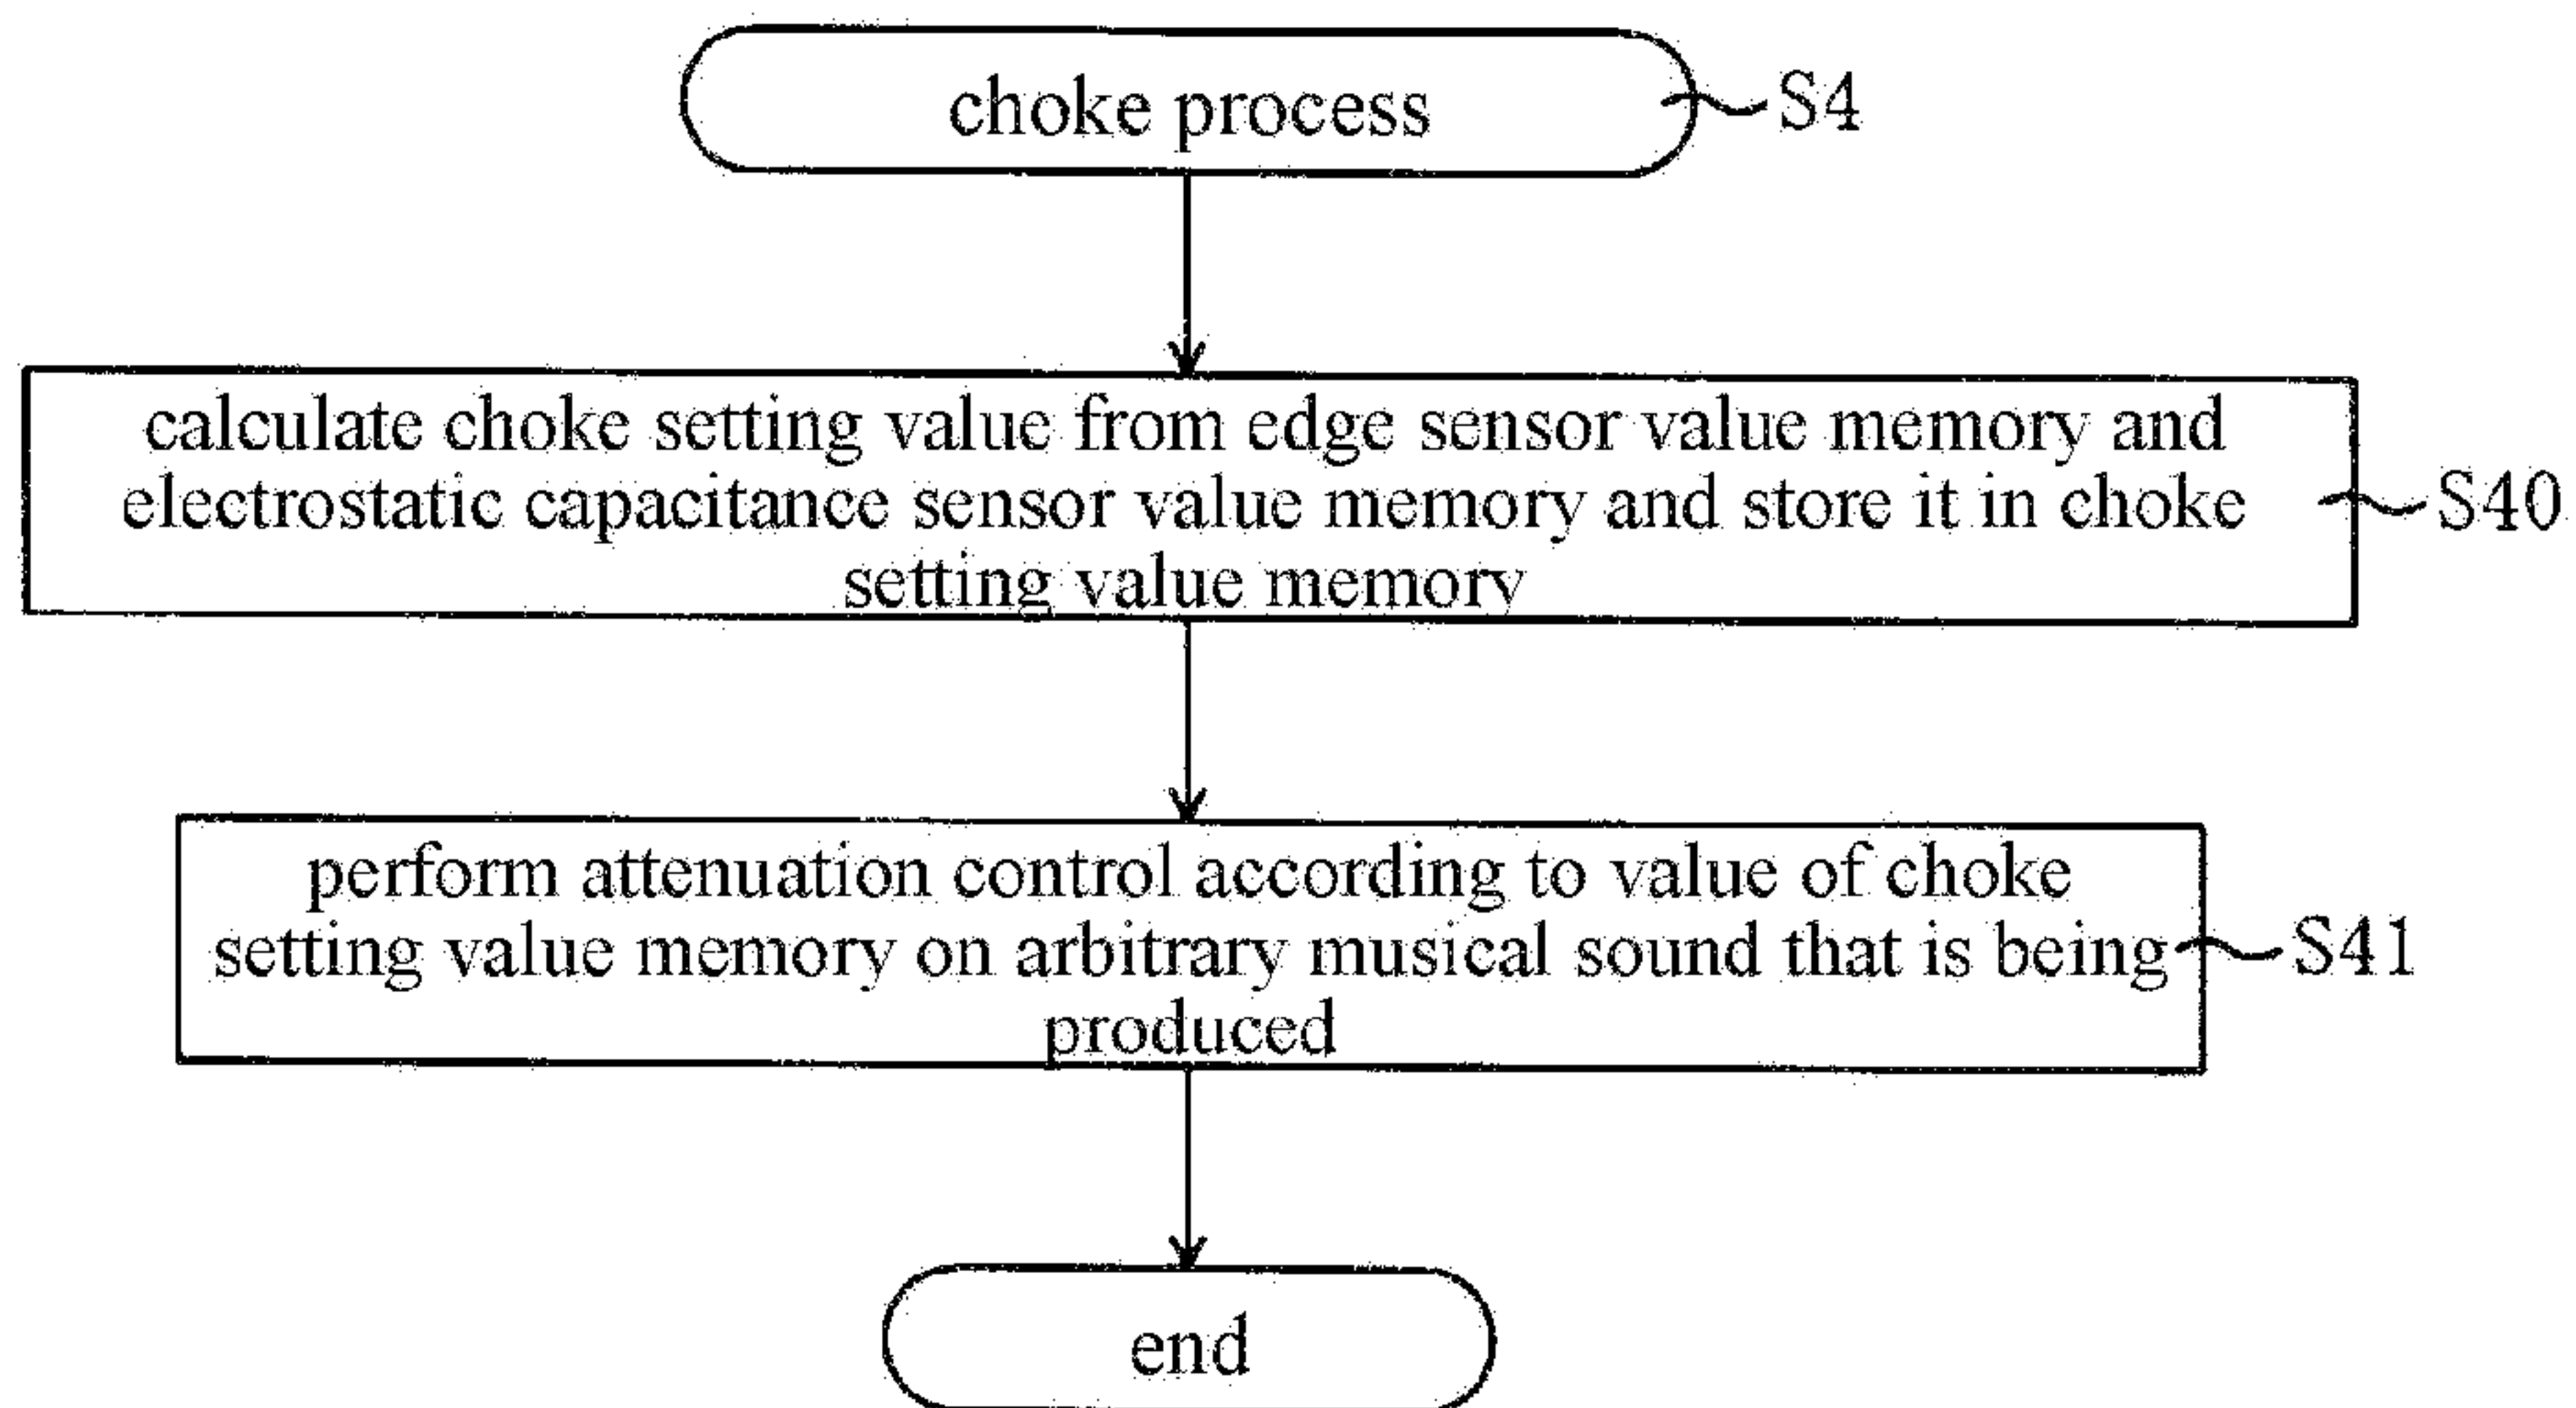 choke process
S4
calculate choke setting value from edge sensor value memory and
electrostatic capacitance sensor value memory and store it in choke
setting value memory
S40
perform attenuation control according to value of choke
setting value memory on arbitrary musical sound that is being
produced
S41
end